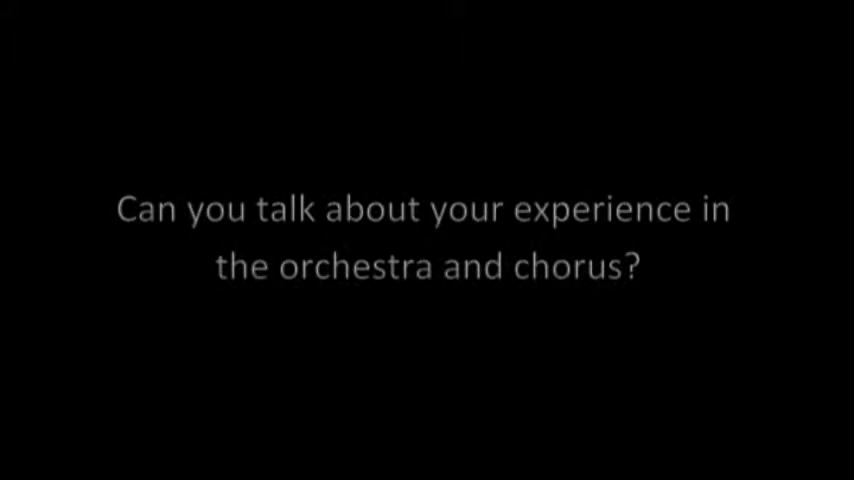 Can you talk about your experience in
the orchestra and chorus?